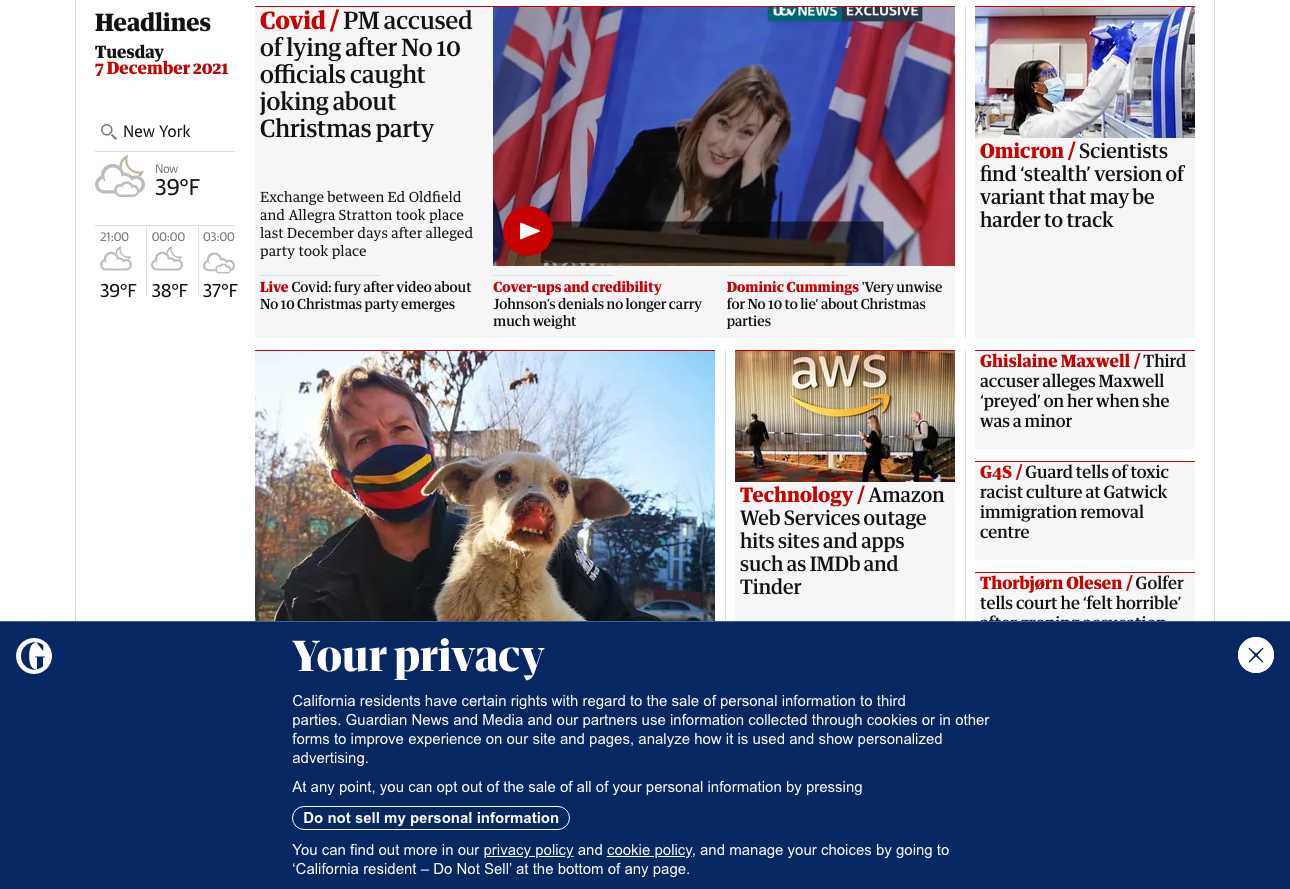 Headlines
Tuesday
7 December 2021
New York
Now
39°F
21:00
00:00
03:00
39°F
38°F
37°F
Covid / PM accused
of lying after No 10
officials caught
joking about
Christmas party
Exchange between Ed Oldfield
and Allegra Stratton took place
last December days after alleged
party took place
itv NEWS EXCLUSIVE
Live Covid: fury after video about
No 10 Christmas party emerges
Cover-ups and credibility
Johnson's denials no longer carry
much weight
Dominic Cummings 'Very unwise
for No 10 to lie' about Christmas
parties
Omicron / Scientists
find ‘stealth’ version of
variant that may be
harder to track
aws
Technology / Amazon
Web Services outage
hits sites and apps
such as IMDb and
Tinder
Ghislaine Maxwell / Third
accuser alleges Maxwell
‘preyed’ on her when she
was a minor
G4S / Guard tells of toxic
racist culture at Gatwick
immigration removal
centre
Thorbjørn Olesen / Golfer
tells court he ‘felt horrible’
after groping accusation
Your privacy
California residents have certain rights with regard to the sale of personal information to third
parties. Guardian News and Media and our partners use information collected through cookies or in other
forms to improve experience on our site and pages, analyze how it is used and show personalized
advertising.
At any point, you can opt out of the sale of all of your personal information by pressing
Do not sell my personal information
You can find out more in our privacy policy and cookie policy, and manage your choices by going to
‘California resident – Do Not Sell’ at the bottom of any page.